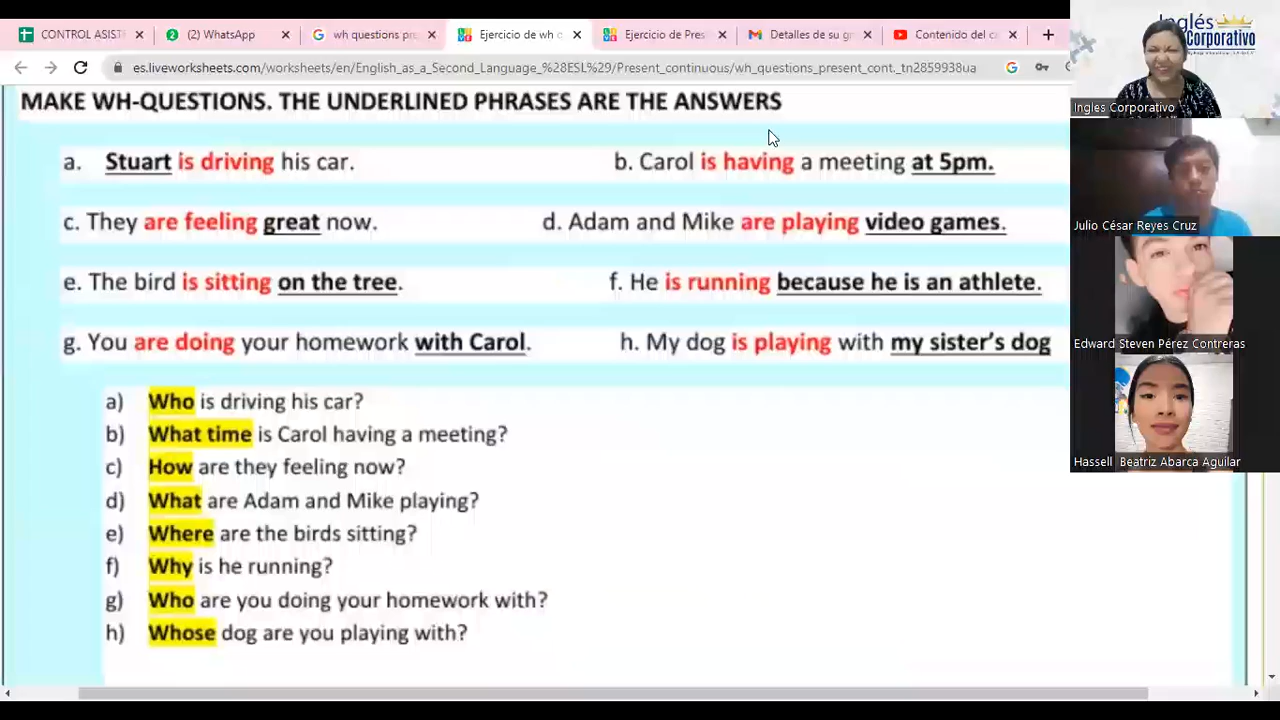 CONTROL ASIST
(2) WhatsApp
wh questions pre
Ejercicio de wh q
Ejercicio de Pres
Detalles de su gr
Contenido del ca
Inglés
Corporativo
es.liveworksheets.com/worksheets/en/English_as_a_Second_Language_%28ESL%29/Present_continuous/wh_questions_present_cont._tn2859938ua
MAKE WH-QUESTIONS. THE UNDERLINED PHRASES ARE THE ANSWERS
Ingles Corporativo
a. Stuart is driving his car. b. Carol is having a meeting at 5pm.
c. They are feeling great now. d. Adam and Mike are playing video games.
Julio César Reyes Cruz
e. The bird is sitting on the tree. f. He is running because he is an athlete.
g. You are doing your homework with Carol. h. My dog is playing with my sister's dog
Edward Steven Pérez Contreras
a) Who is driving his car?
b) What time is Carol having a meeting?
c) How are they feeling now?
Hassell Beatriz Abarca Aguilar
d) What are Adam and Mike playing?
e) Where are the birds sitting?
f) Why is he running?
g) Who are you doing your homework with?
h) Whose dog are you playing with?